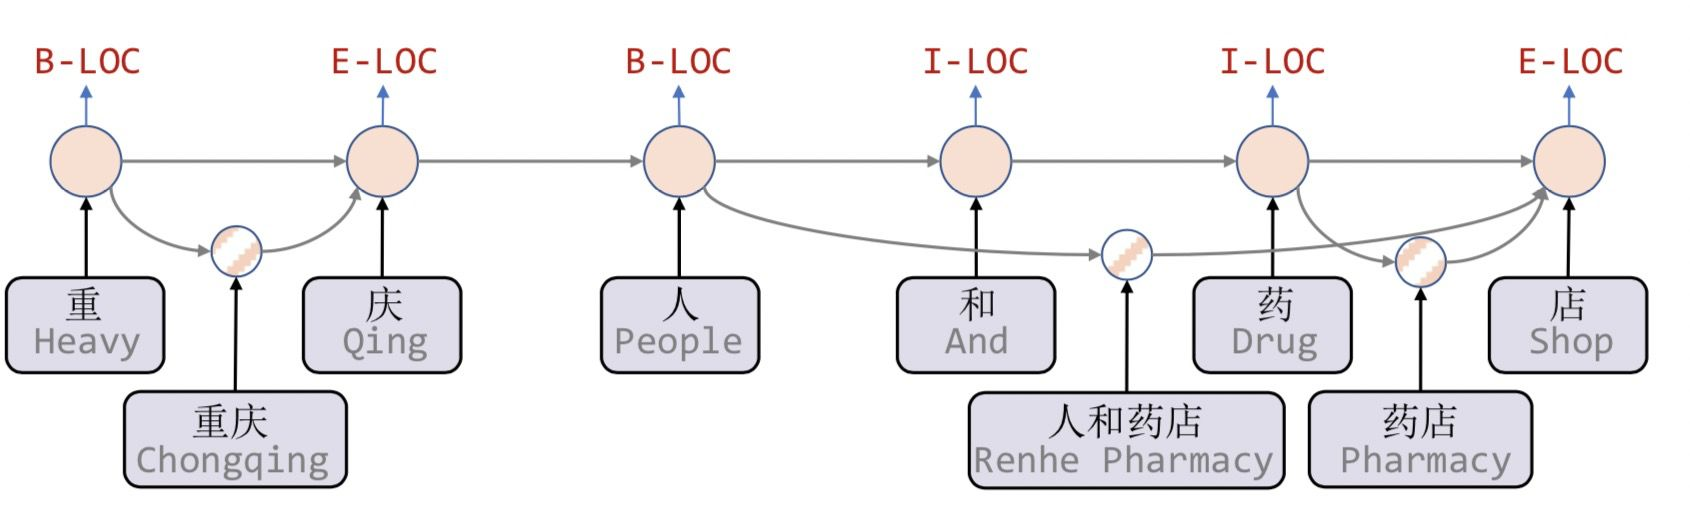 B-LOC E-LOC B-LOC I-LOC I-LOC E-LOC
重
Heavy
庆
Qing
人
People
和
And
药
Drug
店
Shop
重庆
Chongqing
人和药店
Renhe Pharmacy
药店
Pharmacy